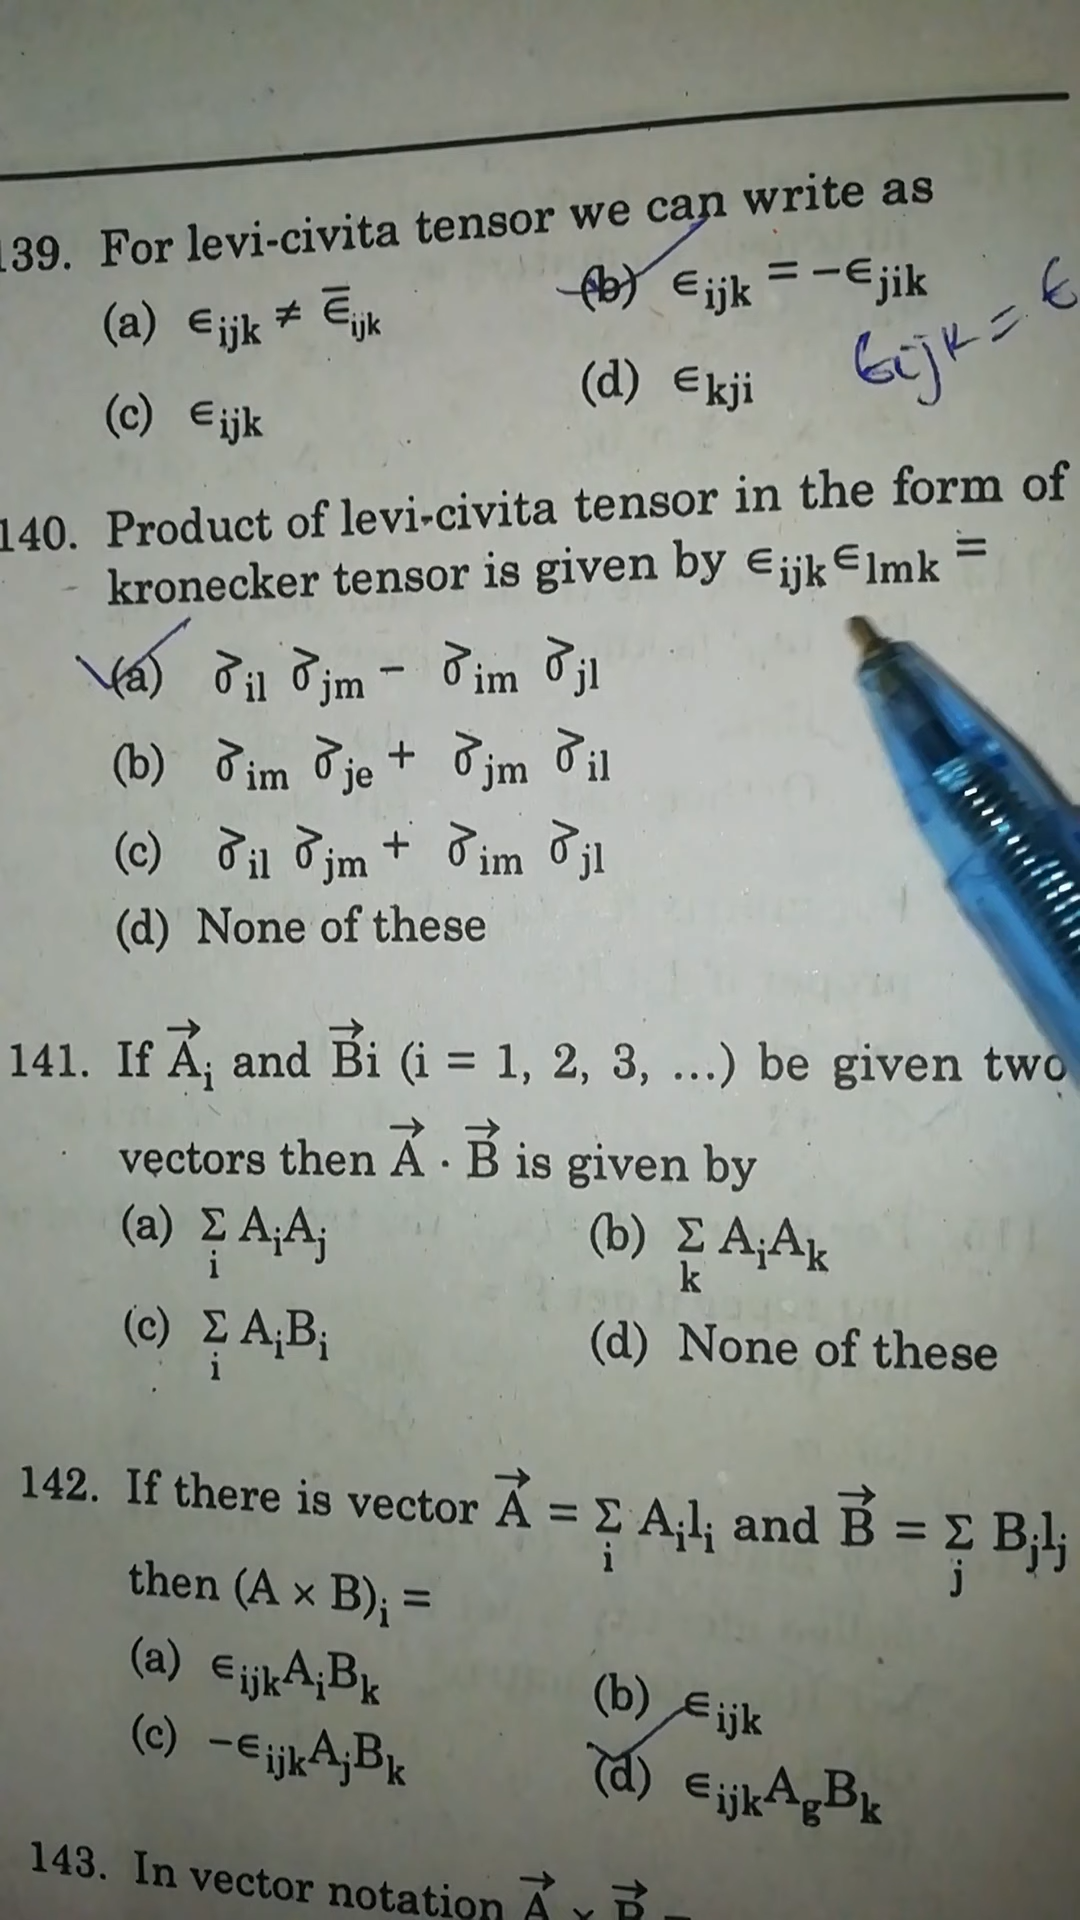 139. For levi-civita tensor we can write as
(a) ∈ijk ≠ ∈̅ijk (b) ∈ijk = -∈jik
∈ijk = ∈
(c) ∈ijk (d) ∈kji
140. Product of levi-civita tensor in the form of
kronecker tensor is given by ∈ijk∈lmk =
(a) δil δjm - δim δjl
(b) δim δje + δjm δil
(c) δil δjm + δim δjl
(d) None of these
141. If A⃗i and B⃗i (i = 1, 2, 3, ...) be given two
vectors then A⃗ . B⃗ is given by
(a) Σi AiAj (b) Σk AiAk
(c) Σi AiBi (d) None of these
142. If there is vector A⃗ = Σi Aili and B⃗ = Σj Bjlj
then (A × B)i =
(a) ∈ijkAiBk (b) ∈ijk
(c) -∈ijkAjBk (d) ∈ijkAgBk
143. In vector notation A⃗ × B⃗ =